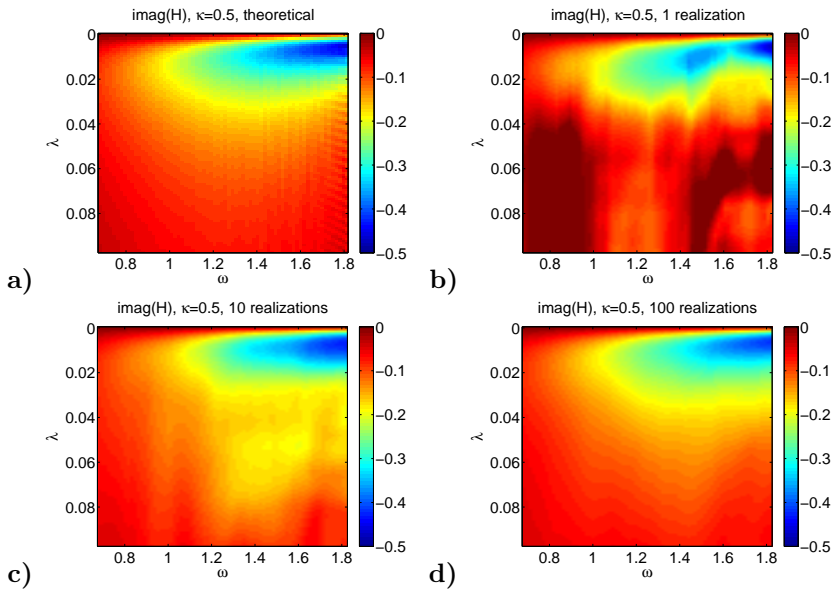 imag(H), κ=0.5, theoretical
0
0.02
0.04
0.06
0.08
λ
0.8 1 1.2 1.4 1.6 1.8
ω
0
−0.1
−0.2
−0.3
−0.4
−0.5
a)
imag(H), κ=0.5, 1 realization
0
0.02
0.04
0.06
0.08
λ
0.8 1 1.2 1.4 1.6 1.8
ω
0
−0.1
−0.2
−0.3
−0.4
−0.5
b)
imag(H), κ=0.5, 10 realizations
0
0.02
0.04
0.06
0.08
λ
0.8 1 1.2 1.4 1.6 1.8
ω
0
−0.1
−0.2
−0.3
−0.4
−0.5
c)
imag(H), κ=0.5, 100 realizations
0
0.02
0.04
0.06
0.08
λ
0.8 1 1.2 1.4 1.6 1.8
ω
0
−0.1
−0.2
−0.3
−0.4
−0.5
d)